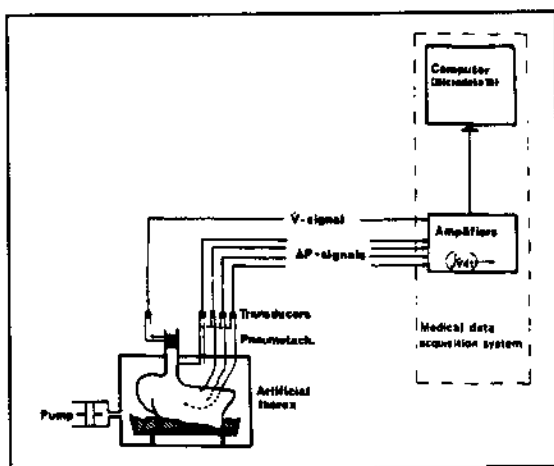 Computer
V̇-signal
Amplifiers
ΔP-signals
Transducers
Pneumotach.
Medical data
acquisition system
Artificial
thorax
Pump